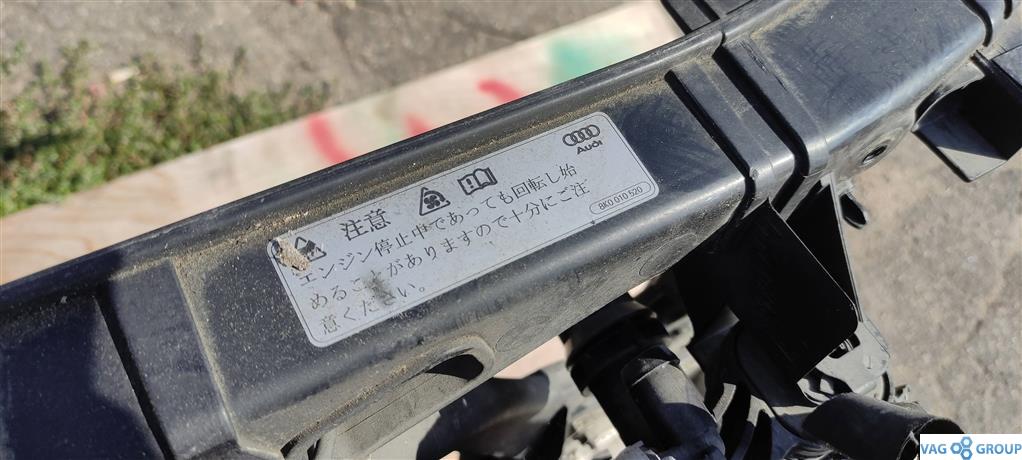 Audi
注意
エンジン停止中であっても回転し始
めることがありますので十分にご注
意ください。
8K0 010 520
VAG GROUP